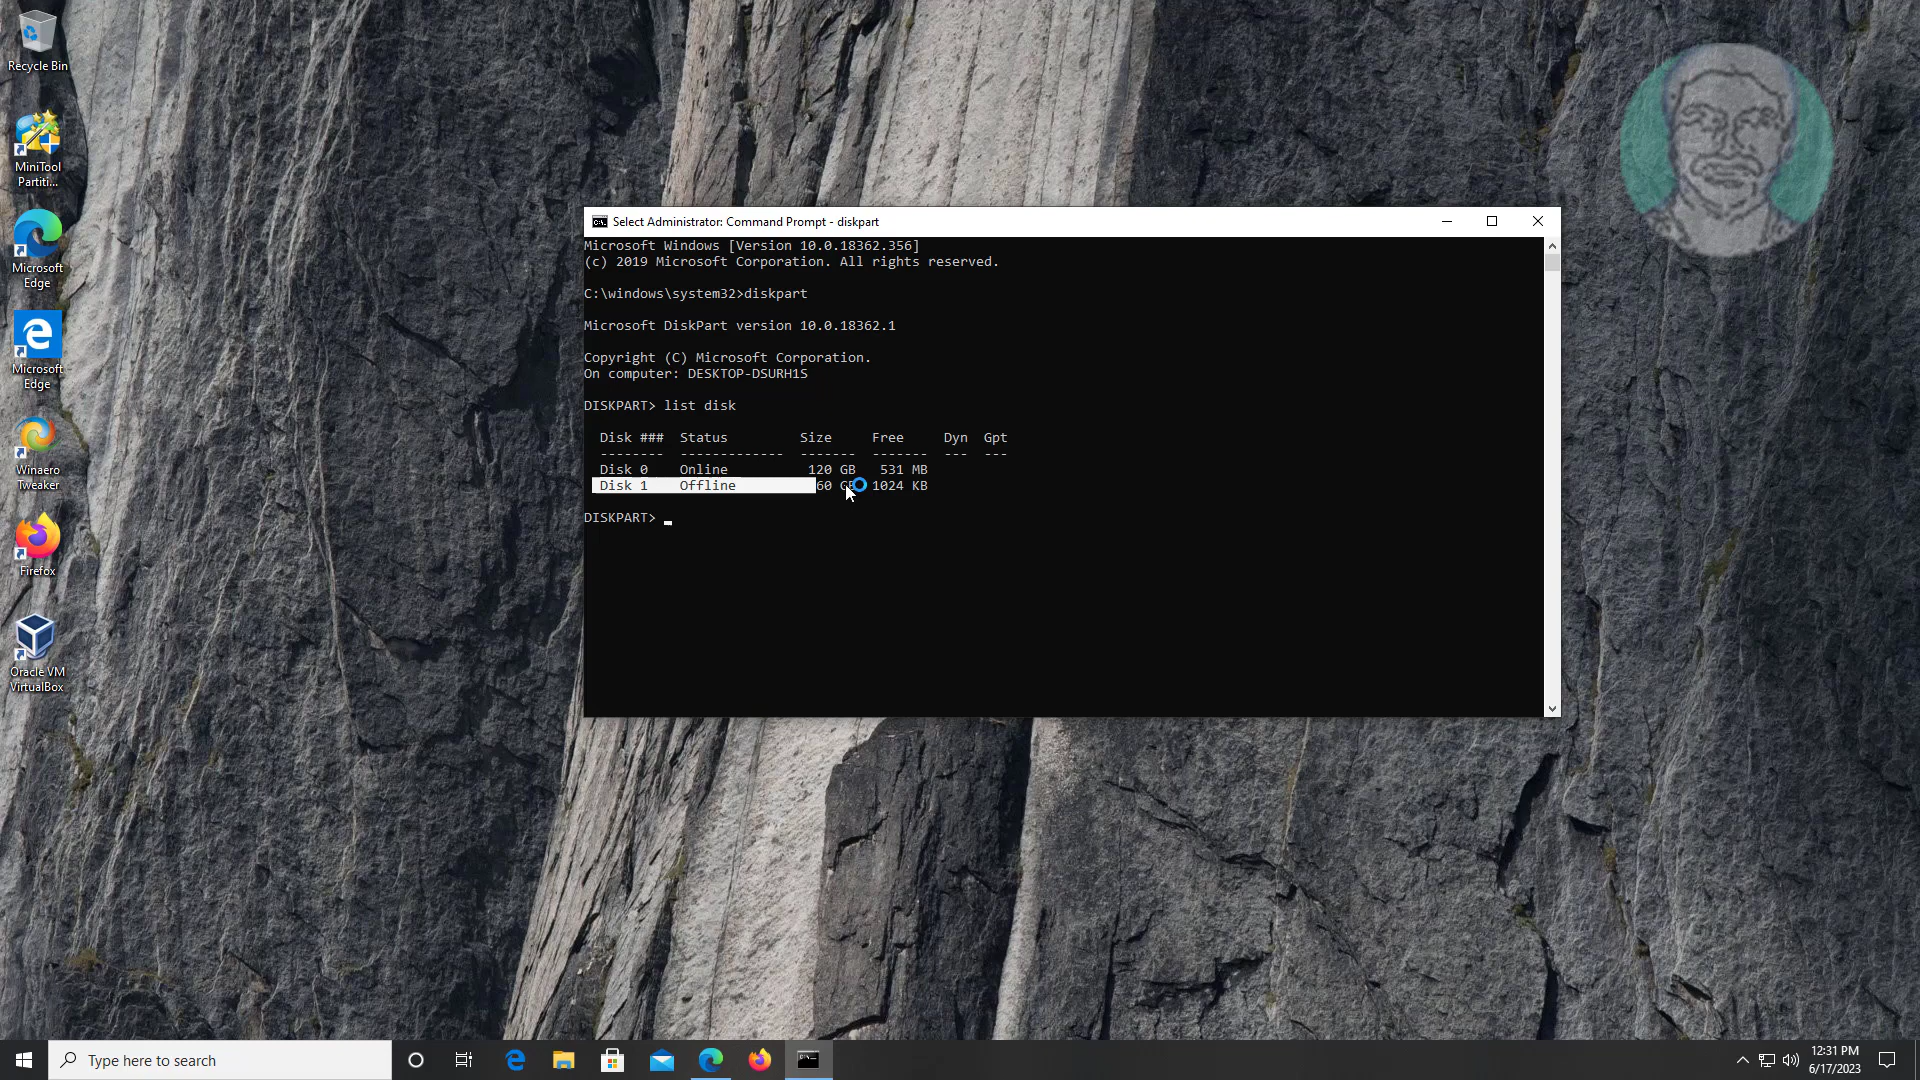 Recycle Bin
MiniTool
Partiti...
Microsoft
Edge
Microsoft
Edge
Winaero
Tweaker
Firefox
Oracle VM
VirtualBox
Select Administrator: Command Prompt - diskpart
Microsoft Windows [Version 10.0.18362.356]
(c) 2019 Microsoft Corporation. All rights reserved.
C:\windows\system32>diskpart
Microsoft DiskPart version 10.0.18362.1
Copyright (C) Microsoft Corporation.
On computer: DESKTOP-DSURH1S
DISKPART> list disk
Disk ###  Status         Size     Free     Dyn  Gpt
--------  -------------  -------  -------  ---  ---
Disk 0    Online          120 GB   531 MB
Disk 1    Offline          60 GB  1024 KB
DISKPART>
Type here to search
12:31 PM
6/17/2023